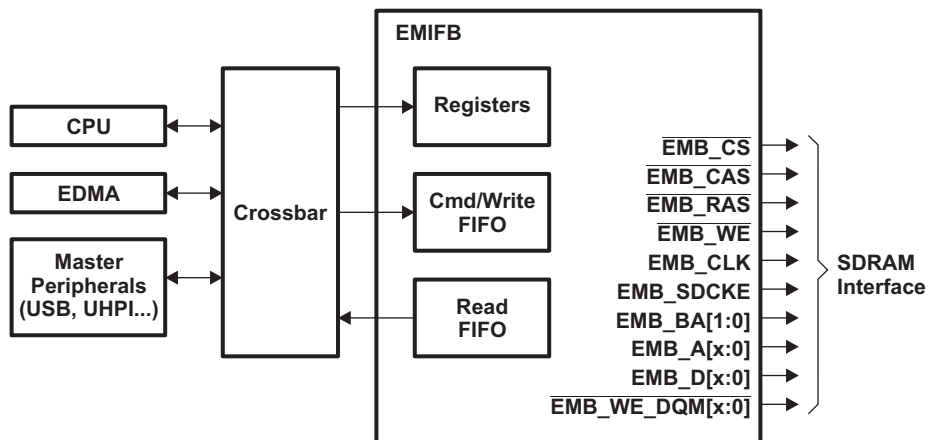 EMIFB
Registers
CPU
EDMA
Crossbar
Cmd/Write
FIFO
Master
Peripherals
(USB, UHPI...)
Read
FIFO
EMB_CS
EMB_CAS
EMB_RAS
EMB_WE
EMB_CLK
EMB_SDCKE
EMB_BA[1:0]
EMB_A[x:0]
EMB_D[x:0]
EMB_WE_DQM[x:0]
SDRAM
Interface